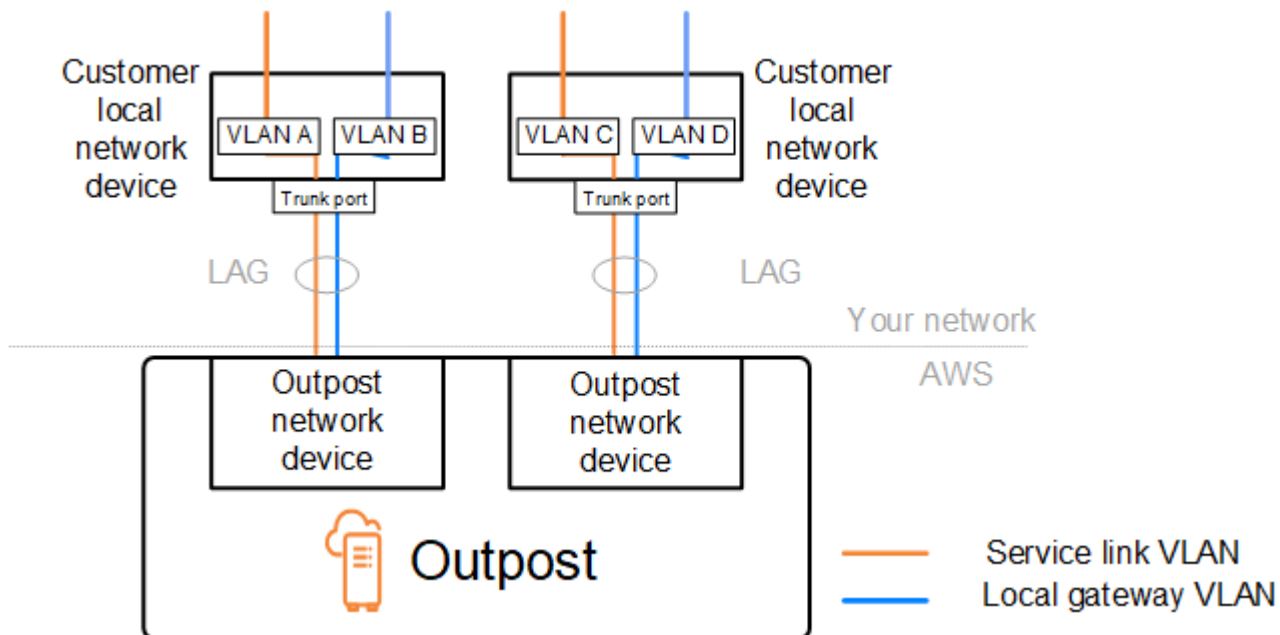 Customer
local
network
device
VLAN A
VLAN B
Trunk port
VLAN C
VLAN D
Trunk port
Customer
local
network
device
LAG
LAG
Your network
AWS
Outpost
network
device
Outpost
network
device
Outpost
Service link VLAN
Local gateway VLAN